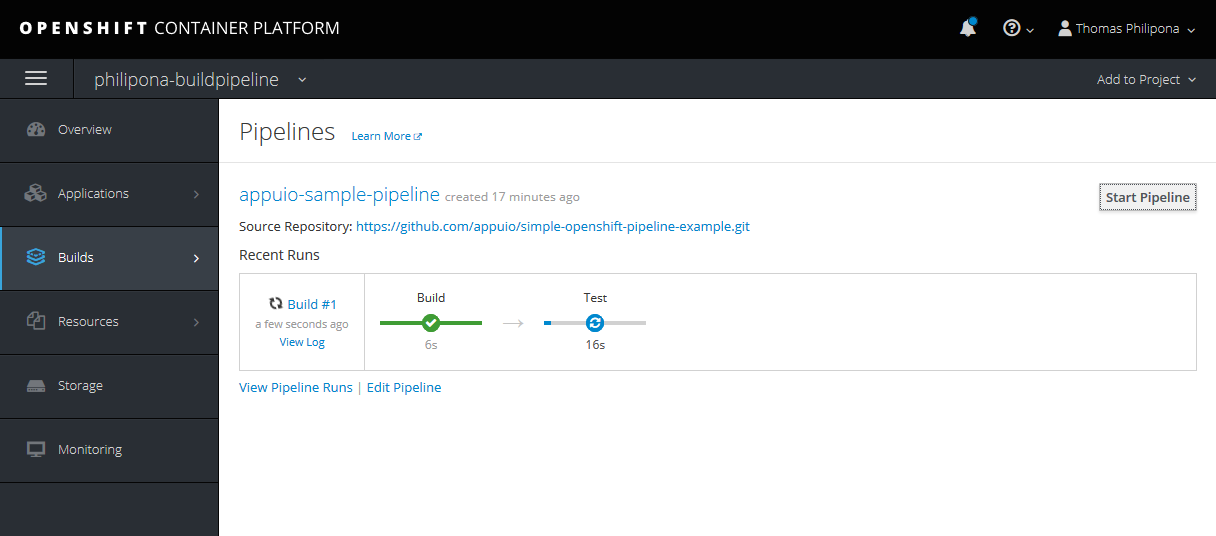 OPENSHIFT CONTAINER PLATFORM
Thomas Philipona
philipona-buildpipeline
Add to Project
Overview
Applications
Builds
Resources
Storage
Monitoring
Pipelines Learn More
appuio-sample-pipeline created 17 minutes ago
Start Pipeline
Source Repository: https://github.com/appuio/simple-openshift-pipeline-example.git
Recent Runs
Build #1
a few seconds ago
View Log
Build
6s
Test
16s
View Pipeline Runs | Edit Pipeline